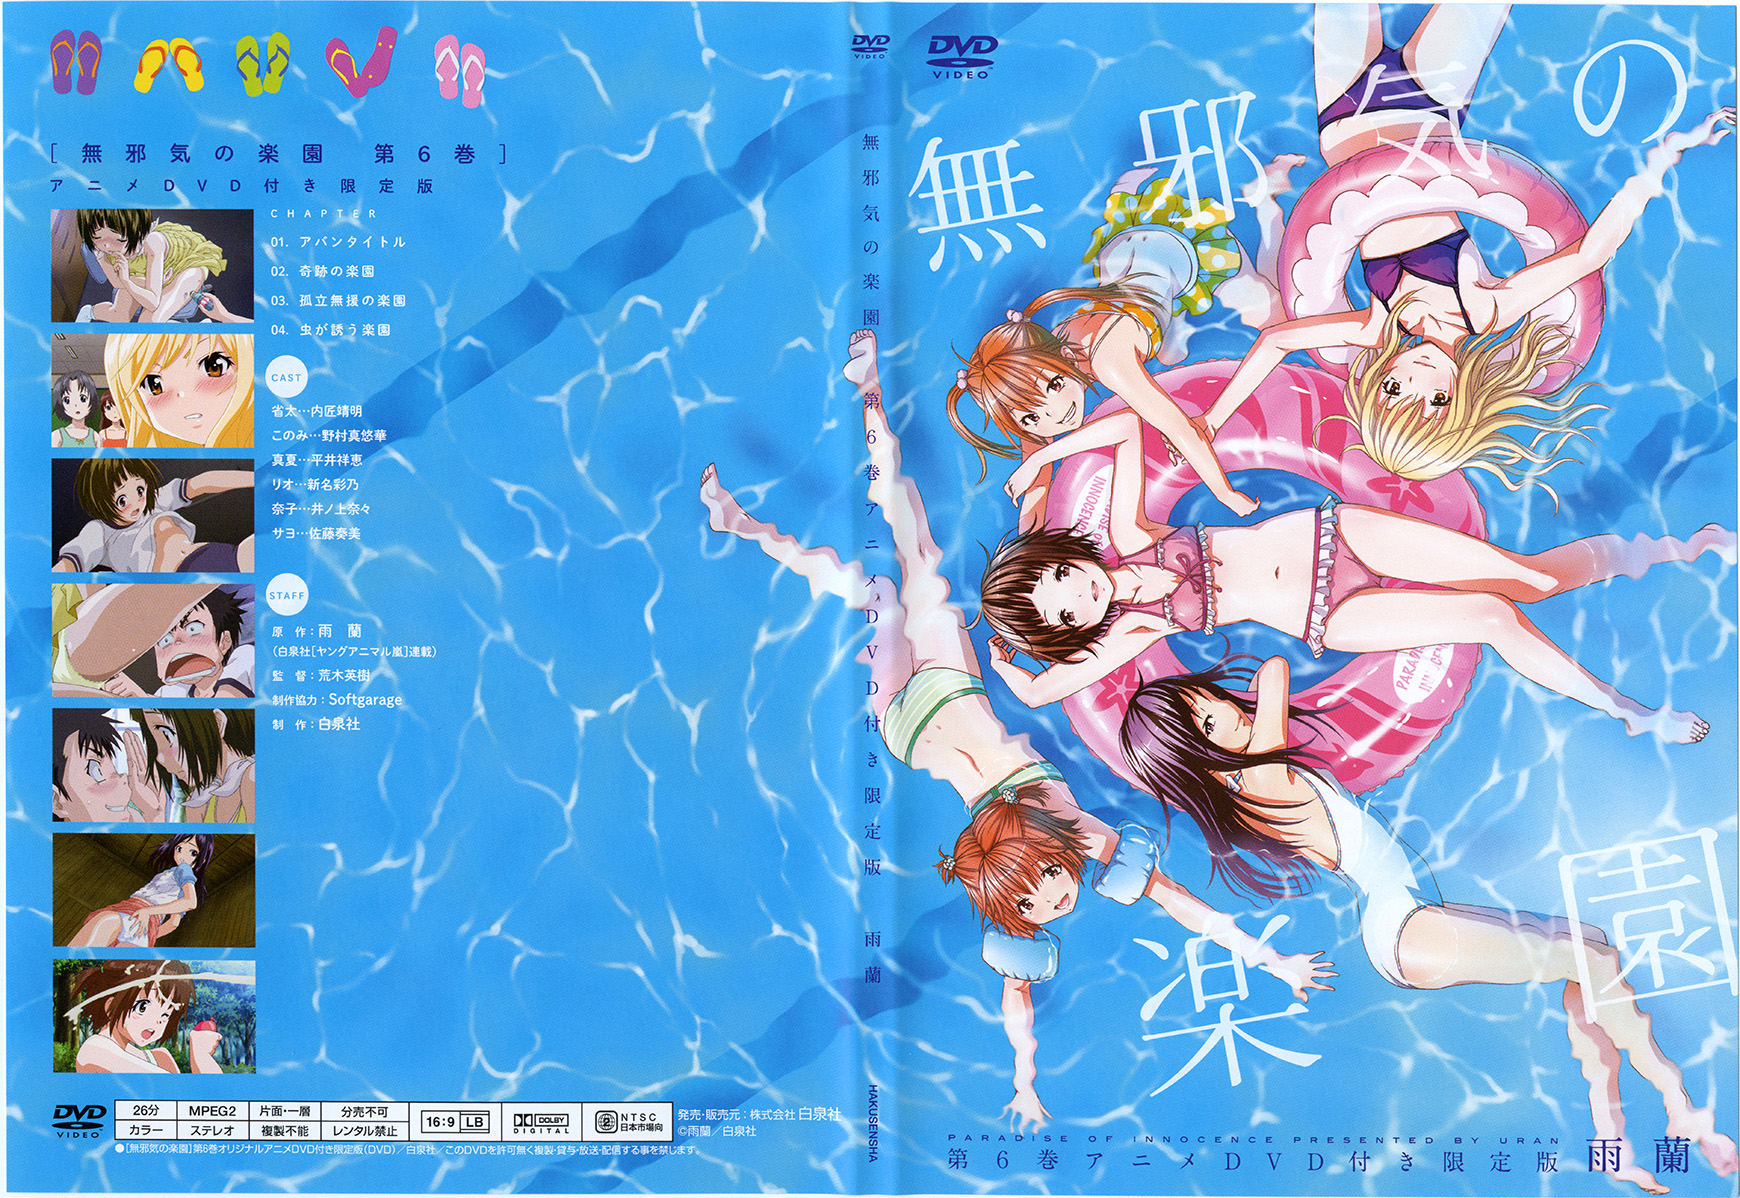 [ 無邪気の楽園　第6巻 ]
アニメDVD付き限定版
CHAPTER
01. アバンタイトル
02. 奇跡の楽園
03. 孤立無援の楽園
04. 虫が誘う楽園
CAST
省太…内匠靖明
このみ…野村真悠華
真夏…平井祥恵
リオ…新名彩乃
奈子…井ノ上奈々
サヨ…佐藤奏美
STAFF
原　作：雨　蘭
（白泉社[ヤングアニマル嵐]連載）
監　督：荒木英樹
制作協力：Softgarage
制　作：白泉社
DVD VIDEO
26分 MPEG2 片面・一層 分売不可
カラー ステレオ 複製不能 レンタル禁止
16:9 LB
DOLBY DIGITAL
2 NTSC 日本市場向
発売・販売元：株式会社 白泉社
©雨蘭／白泉社
●[無邪気の楽園]第6巻オリジナルアニメDVD付き限定版(DVD)／白泉社／このDVDを許可無く複製・貸与・放送・配信する事を禁じます。
DVD VIDEO
無邪気の楽園　第6巻アニメDVD付き限定版　雨蘭
HAKUSENSHA
DVD VIDEO
無邪気の楽園
PARADISE OF INNOCENCE PRESENTED BY URAN
第6巻アニメDVD付き限定版 雨蘭